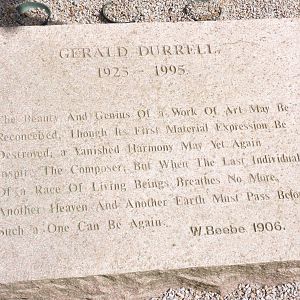 GERALD DURRELL
1925 - 1995
The Beauty And Genius Of a Work Of Art May Be
Reconceived, Though Its First Material Expression Be
Destroyed, a Vanished Harmony May Yet Again
Inspire The Composer, But When The Last Individual
Of a Race Of Living Beings Breathes No More,
Another Heaven And Another Earth Must Pass Before
Such a One Can Be Again.
W.Beebe 1906.